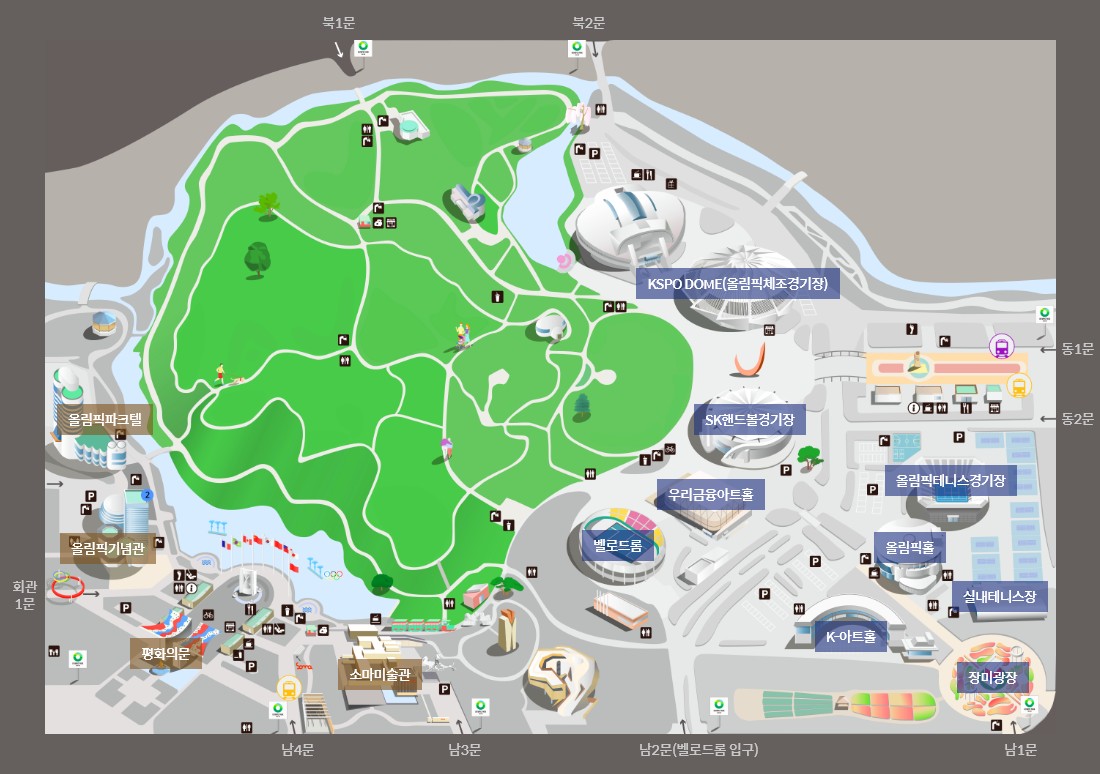 북1문
북2문
KSPO DOME(올림픽체조경기장)
동1문
동2문
올림픽파크텔
SK핸드볼경기장
올림픽테니스경기장
우리금융아트홀
P
2
올림픽기념관
벨로드롬
올림픽홀
회관
1문
실내테니스장
평화의문
K-아트홀
소마미술관
장미광장
남4문
남3문
남2문(벨로드롬 입구)
남1문